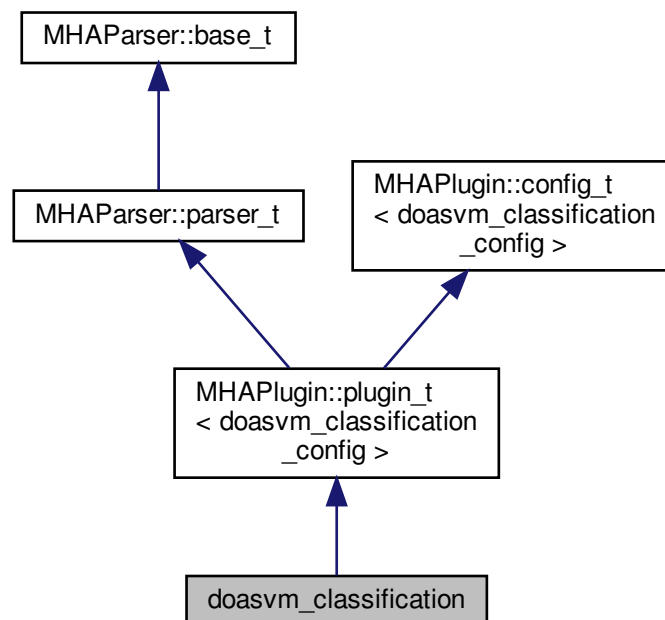 MHAParser::base_t
MHAParser::parser_t
MHAPlugin::config_t
< doasvm_classification
_config >
MHAPlugin::plugin_t
< doasvm_classification
_config >
doasvm_classification